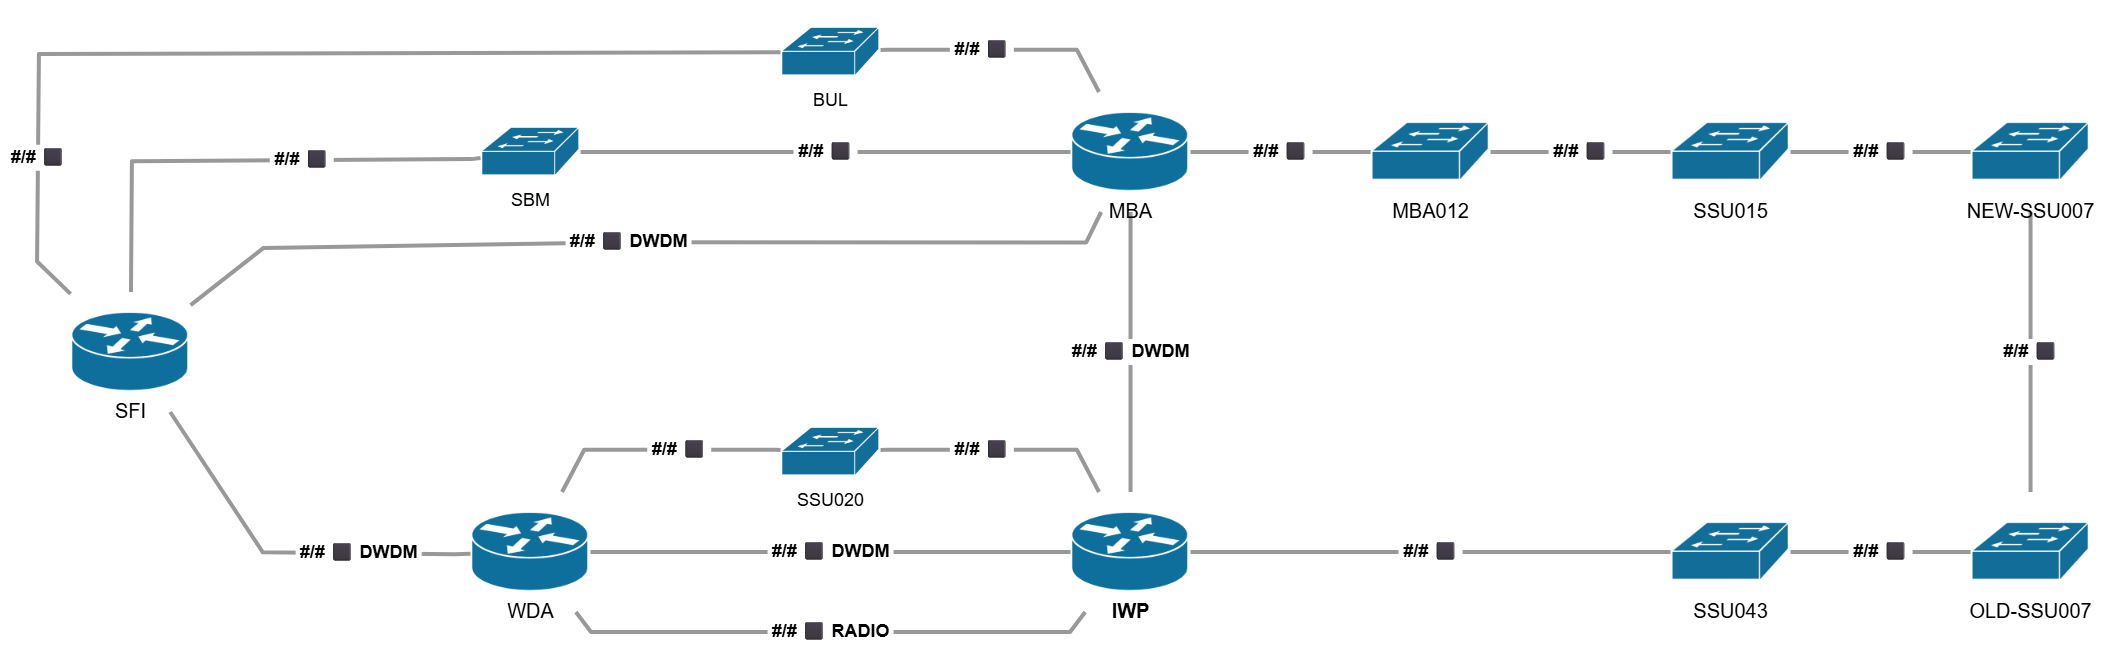 #/#
BUL
#/#
#/#
SBM
#/#
#/#
#/#
#/#
MBA
MBA012
SSU015
NEW-SSU007
#/# DWDM
#/# DWDM
#/#
SFI
#/#
#/#
SSU020
#/# DWDM
#/# DWDM
#/#
#/#
WDA
IWP
SSU043
OLD-SSU007
#/# RADIO